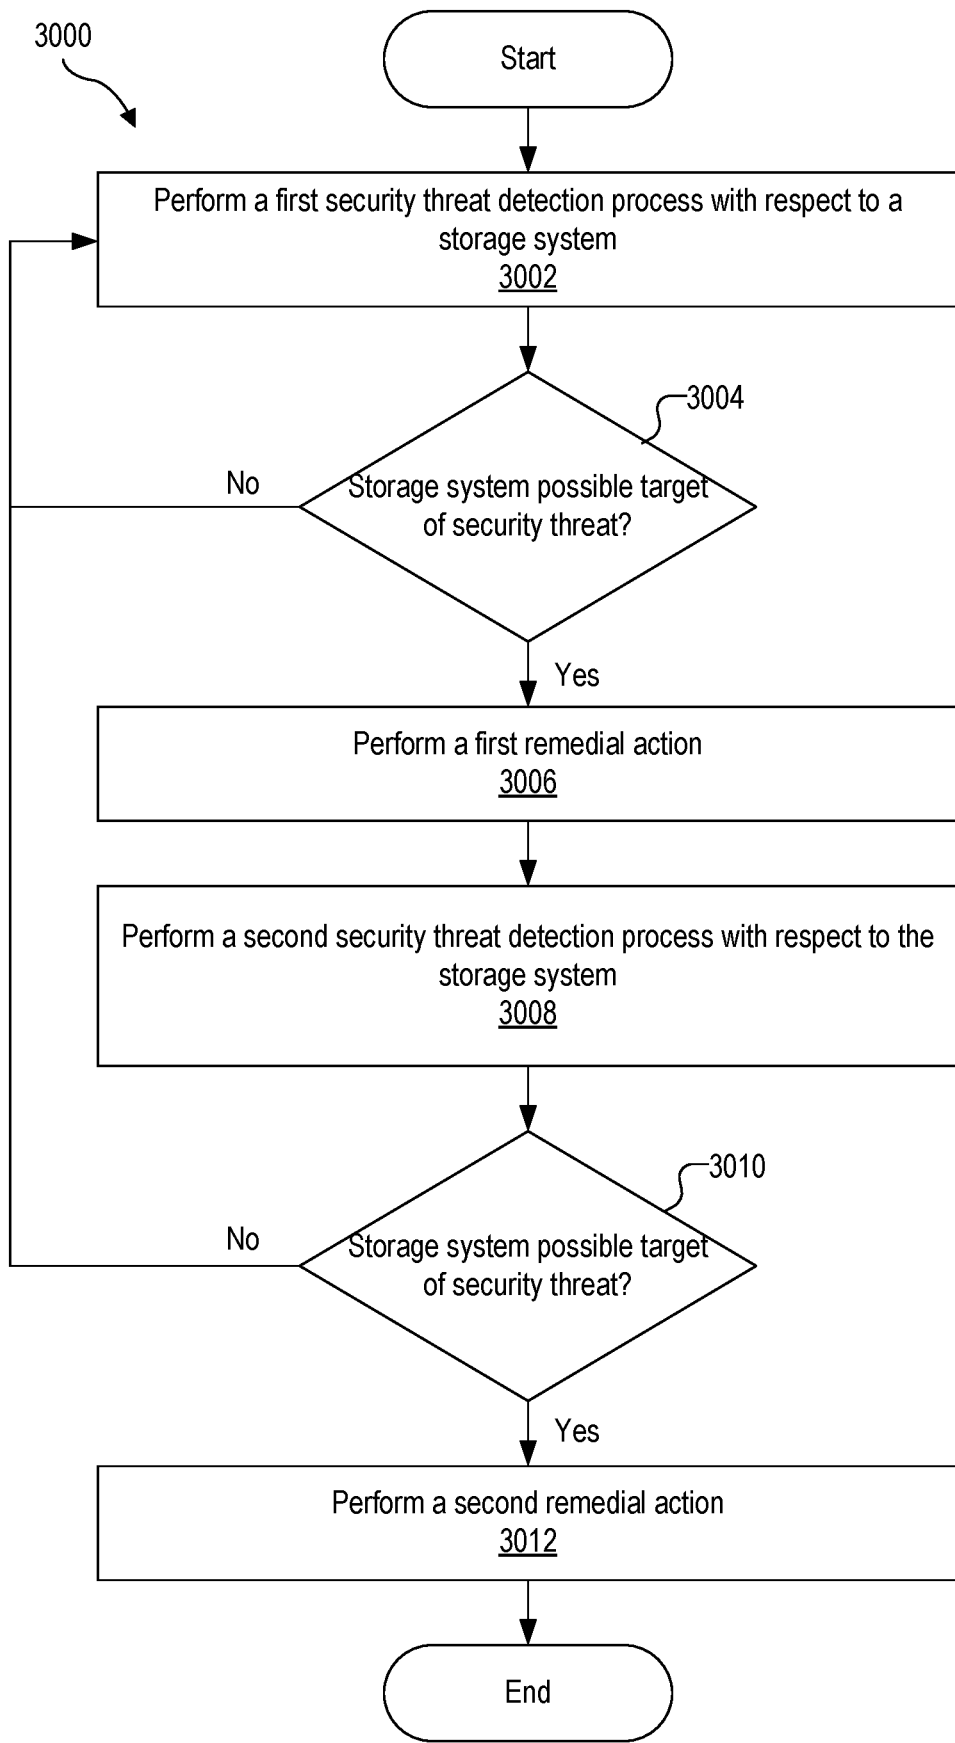 3000
Start
Perform a first security threat detection process with respect to a
storage system
3002
3004
Storage system possible target
of security threat?
No
Yes
Perform a first remedial action
3006
Perform a second security threat detection process with respect to the
storage system
3008
3010
Storage system possible target
of security threat?
No
Yes
Perform a second remedial action
3012
End